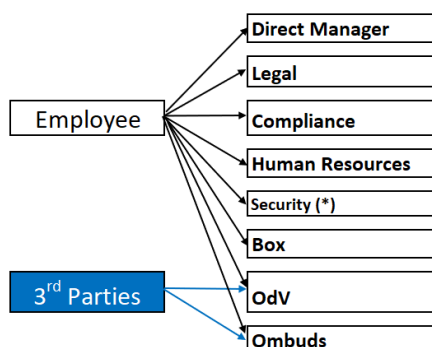 Direct Manager
Legal
Employee
Compliance
Human Resources
Security (*)
Box
3rd Parties
OdV
Ombuds